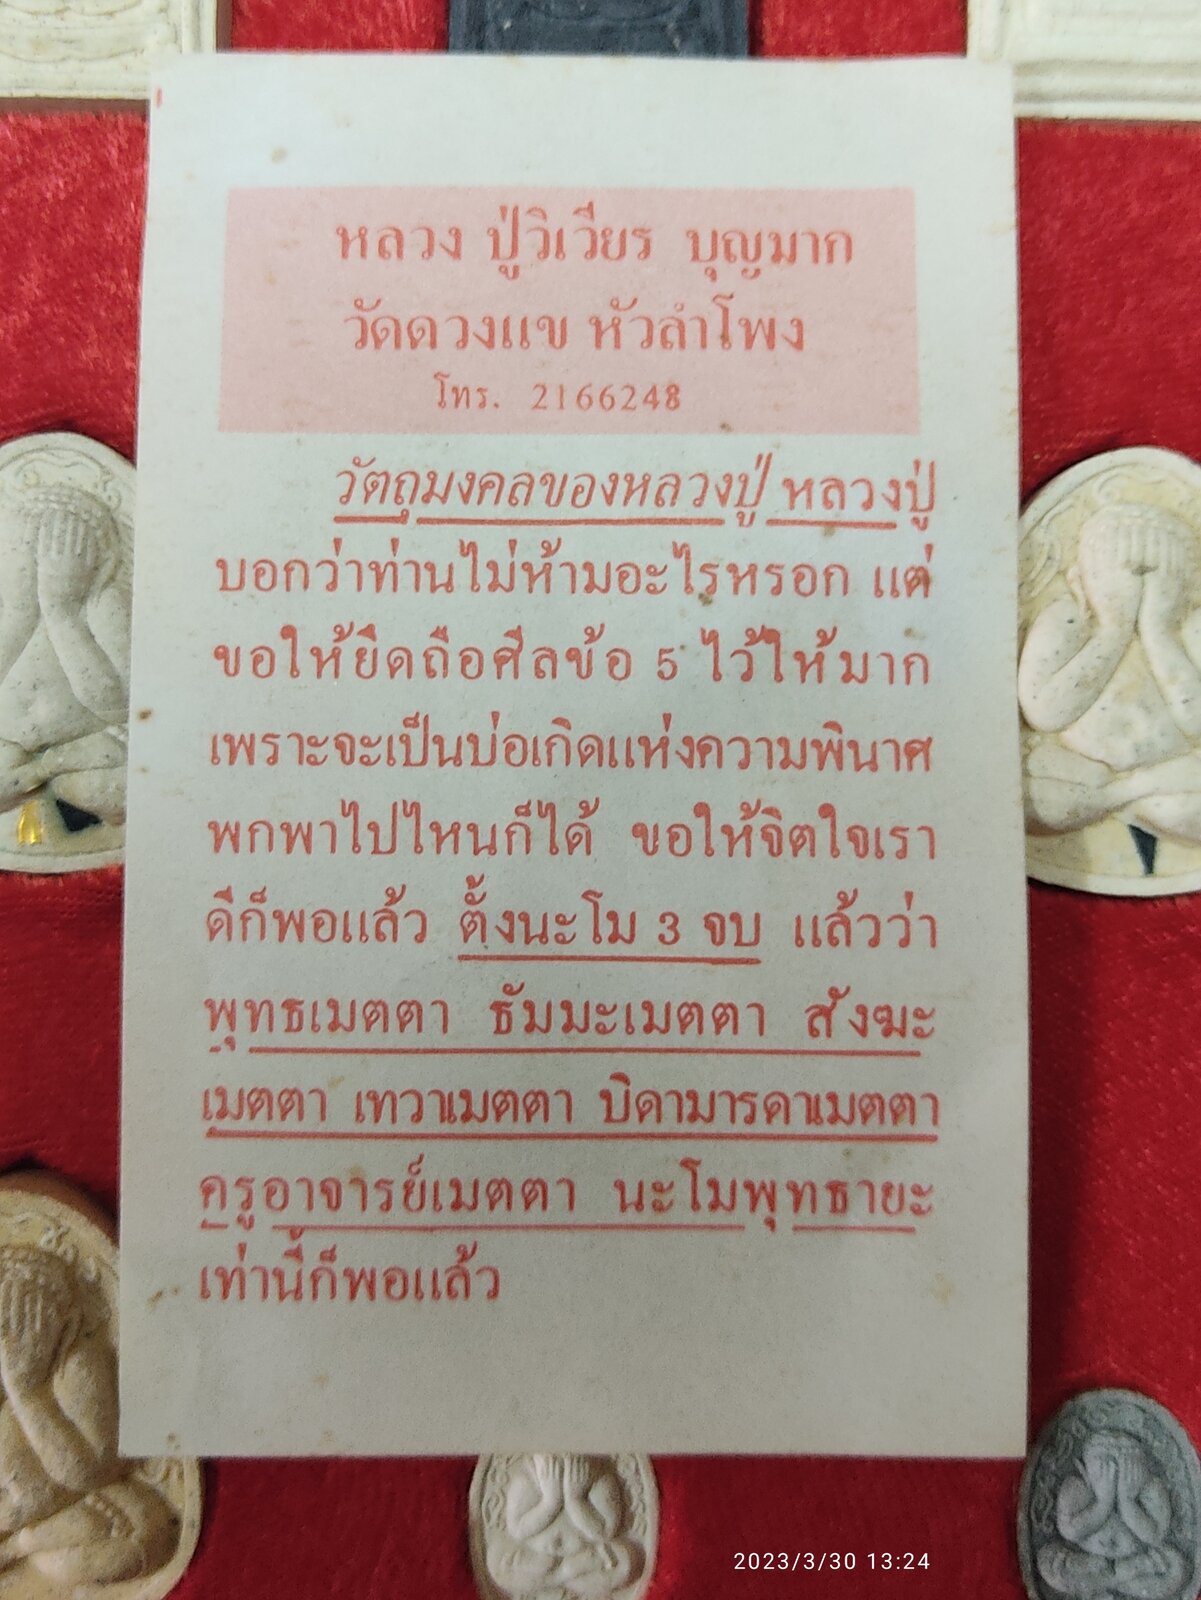 หลวง ปู่วิเวียร บุญมาก
วัดดวงแข หัวลำโพง
โทร. 2166248
วัตถุมงคลของหลวงปู่ หลวงปู่
บอกว่าท่านไม่ห้ามอะไรหรอก แต่
ขอให้ยึดถือศีลข้อ 5 ไว้ให้มาก
เพราะจะเป็นบ่อเกิดแห่งความพินาศ
พกพาไปไหนก็ได้ ขอให้จิตใจเรา
ดีก็พอแล้ว ตั้งนะโม 3 จบ แล้วว่า
พุทธเมตตา ธัมมะเมตตา สังฆะ
เมตตา เทวาเมตตา บิดามารดาเมตตา
ครูอาจารย์เมตตา นะโมพุทธายะ
เท่านี้ก็พอแล้ว
2023/3/30 13:24